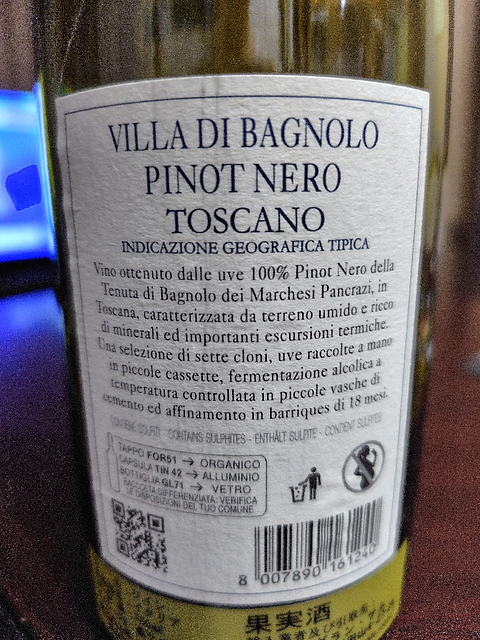 VILLA DI BAGNOLO
PINOT NERO
TOSCANO
INDICAZIONE GEOGRAFICA TIPICA
Vino ottenuto dalle uve 100% Pinot Nero della
Tenuta di Bagnolo dei Marchesi Pancrazi, in
Toscana, caratterizzata da terreno umido e ricco
di minerali ed importanti escursioni termiche.
Una selezione di sette cloni, uve raccolte a mano
in piccole cassette, fermentazione alcolica a
temperatura controllata in piccole vasche di
cemento ed affinamento in barriques di 18 mesi.
CONTIENE SOLFITI - CONTAINS SULPHITES - ENTHÄLT SULFITE - CONTIENT SULFITES
TAPPO FOR51 → ORGANICO
CAPSULA TIN 42 → ALLUMINIO
BOTTIGLIA GL71 → VETRO
RACCOLTA DIFFERENZIATA. VERIFICA
LE DISPOSIZIONI DEL TUO COMUNE
8 007890 161240
果実酒